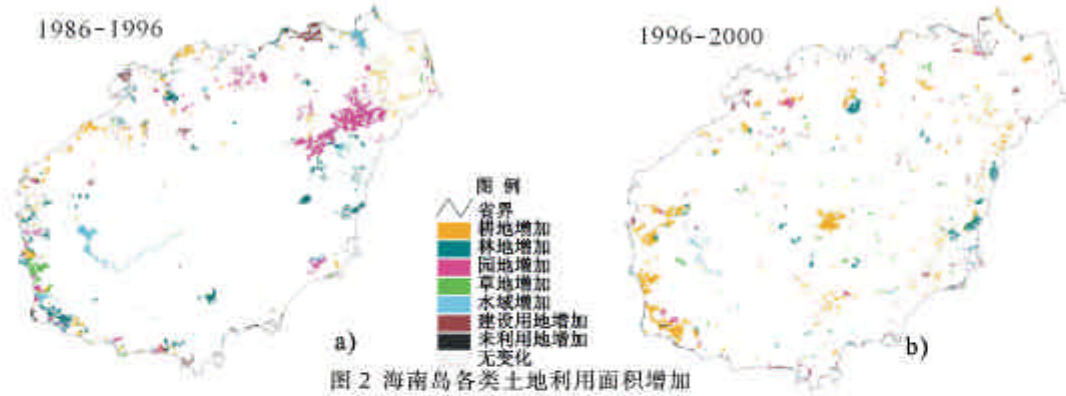 1986-1996
1996-2000
图 例
省界
耕地增加
林地增加
园地增加
草地增加
水域增加
建设用地增加
未利用地增加
无变化
a)
b)
图 2 海南岛各类土地利用面积增加